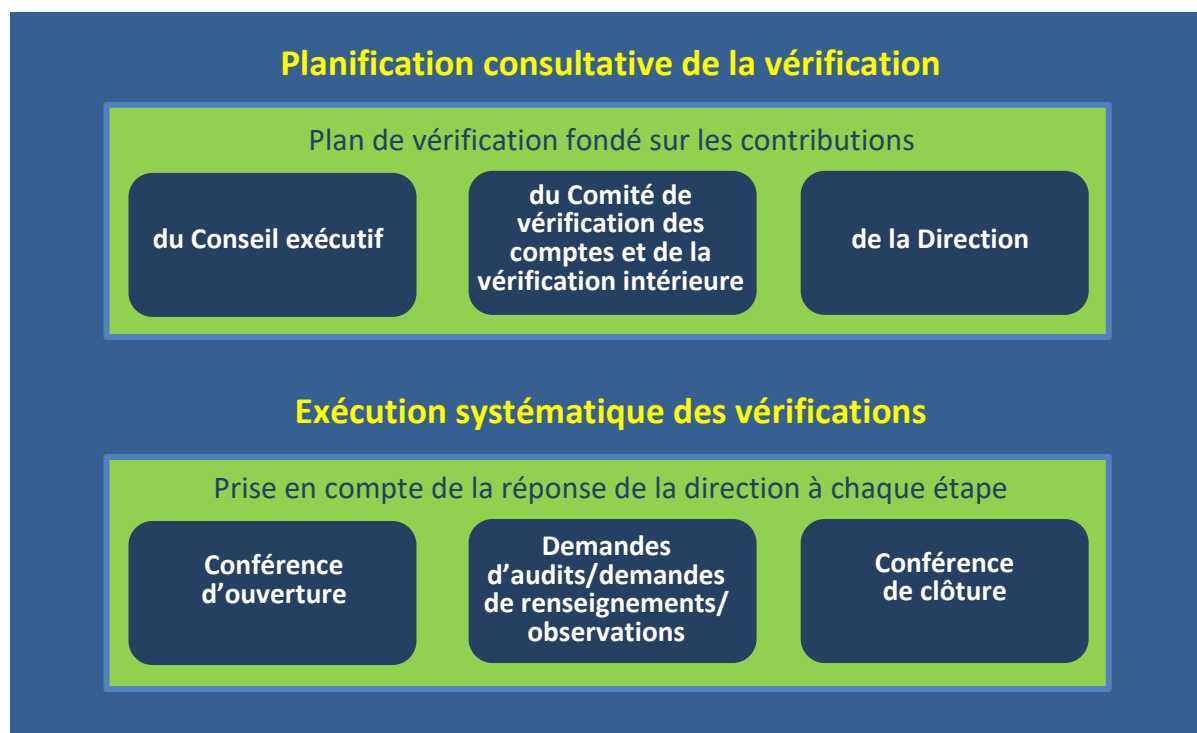 Planification consultative de la vérification
Plan de vérification fondé sur les contributions
du Conseil exécutif
du Comité de
vérification des
comptes et de la
vérification intérieure
de la Direction
Exécution systématique des vérifications
Prise en compte de la réponse de la direction à chaque étape
Conférence
d’ouverture
Demandes
d’audits/demandes
de renseignements/
observations
Conférence
de clôture